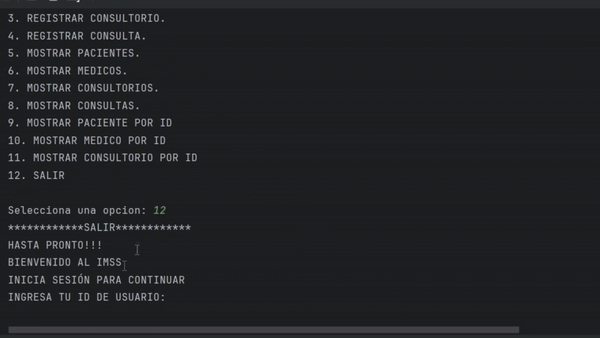 3. REGISTRAR CONSULTORIO.
4. REGISTRAR CONSULTA.
5. MOSTRAR PACIENTES.
6. MOSTRAR MEDICOS.
7. MOSTRAR CONSULTORIOS.
8. MOSTRAR CONSULTAS.
9. MOSTRAR PACIENTE POR ID
10. MOSTRAR MEDICO POR ID
11. MOSTRAR CONSULTORIO POR ID
12. SALIR
Selecciona una opcion: 12
************SALIR************
HASTA PRONTO!!!
BIENVENIDO AL IMSS
INICIA SESIÓN PARA CONTINUAR
INGRESA TU ID DE USUARIO: